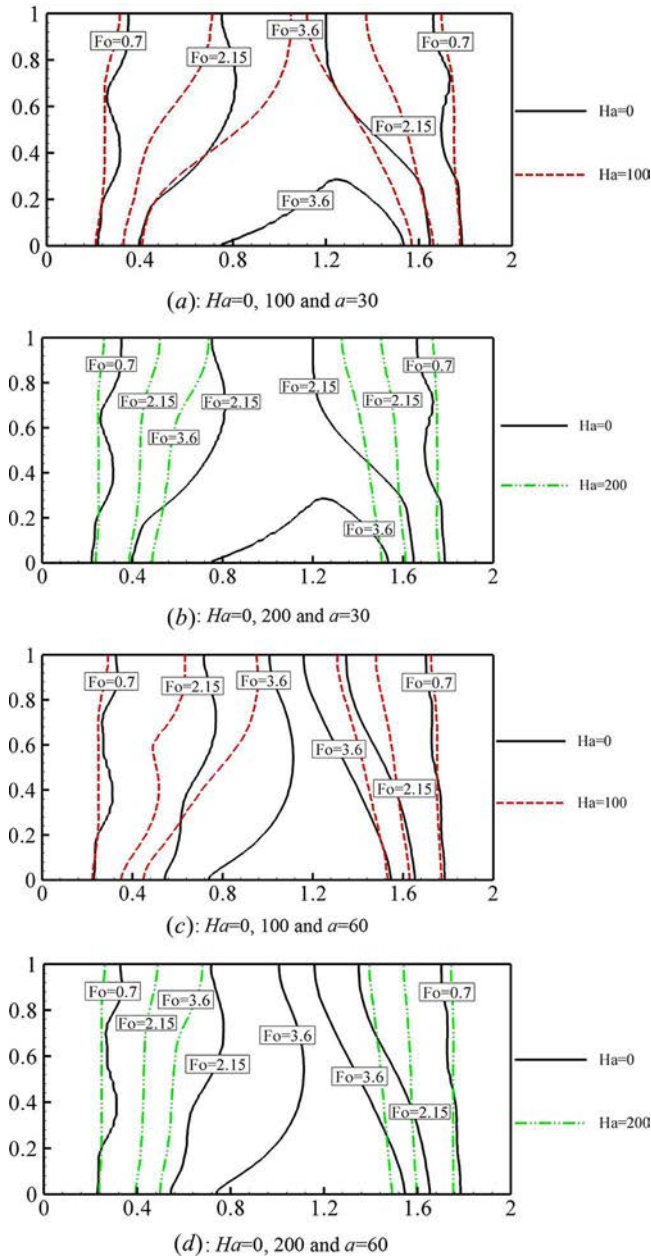 1
Fo=0.7
Fo=3.6
Fo=0.7
Fo=2.15
0.8
0.6
Ha=0
Fo=2.15
0.4
Ha=100
0.2
Fo=3.6
0
0
0.4
0.8
1.2
1.6
2
(a): Ha=0, 100 and a=30
1
Fo=0.7
Fo=0.7
0.8
Fo=2.15
Fo=2.15
Fo=2.15
Fo=2.15
0.6
Fo=3.6
Ha=0
0.4
Ha=200
0.2
Fo=3.6
0
0
0.4
0.8
1.2
1.6
2
(b): Ha=0, 200 and a=30
1
Fo=0.7
Fo=2.15
Fo=3.6
Fo=0.7
0.8
0.6
Fo=3.6
Ha=0
0.4
Fo=2.15
Ha=100
0.2
0
0
0.4
0.8
1.2
1.6
2
(c): Ha=0, 100 and a=60
1
Fo=0.7
Fo=3.6
Fo=0.7
0.8
Fo=2.15
Fo=3.6
0.6
Fo=2.15
Fo=3.6
Ha=0
0.4
Fo=2.15
Ha=200
0.2
0
0
0.4
0.8
1.2
1.6
2
(d): Ha=0, 200 and a=60